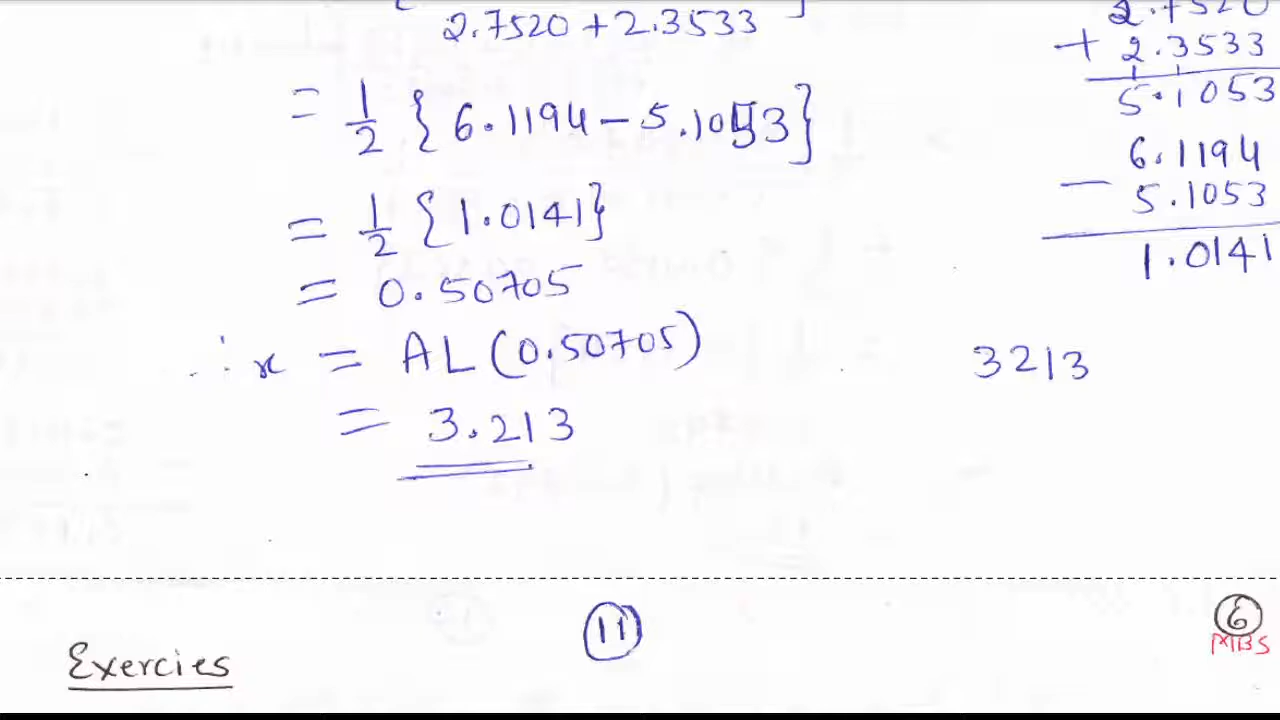 2.7520 + 2.3533
= 1/2 { 6.1194 - 5.1053 }
= 1/2 { 1.0141 }
= 0.50705
∴ x = AL (0.50705)
= 3.213
2.7520
+ 2.3533
5.1053
6.1194
- 5.1053
1.0141
3213
11
6
MBS
Exercies